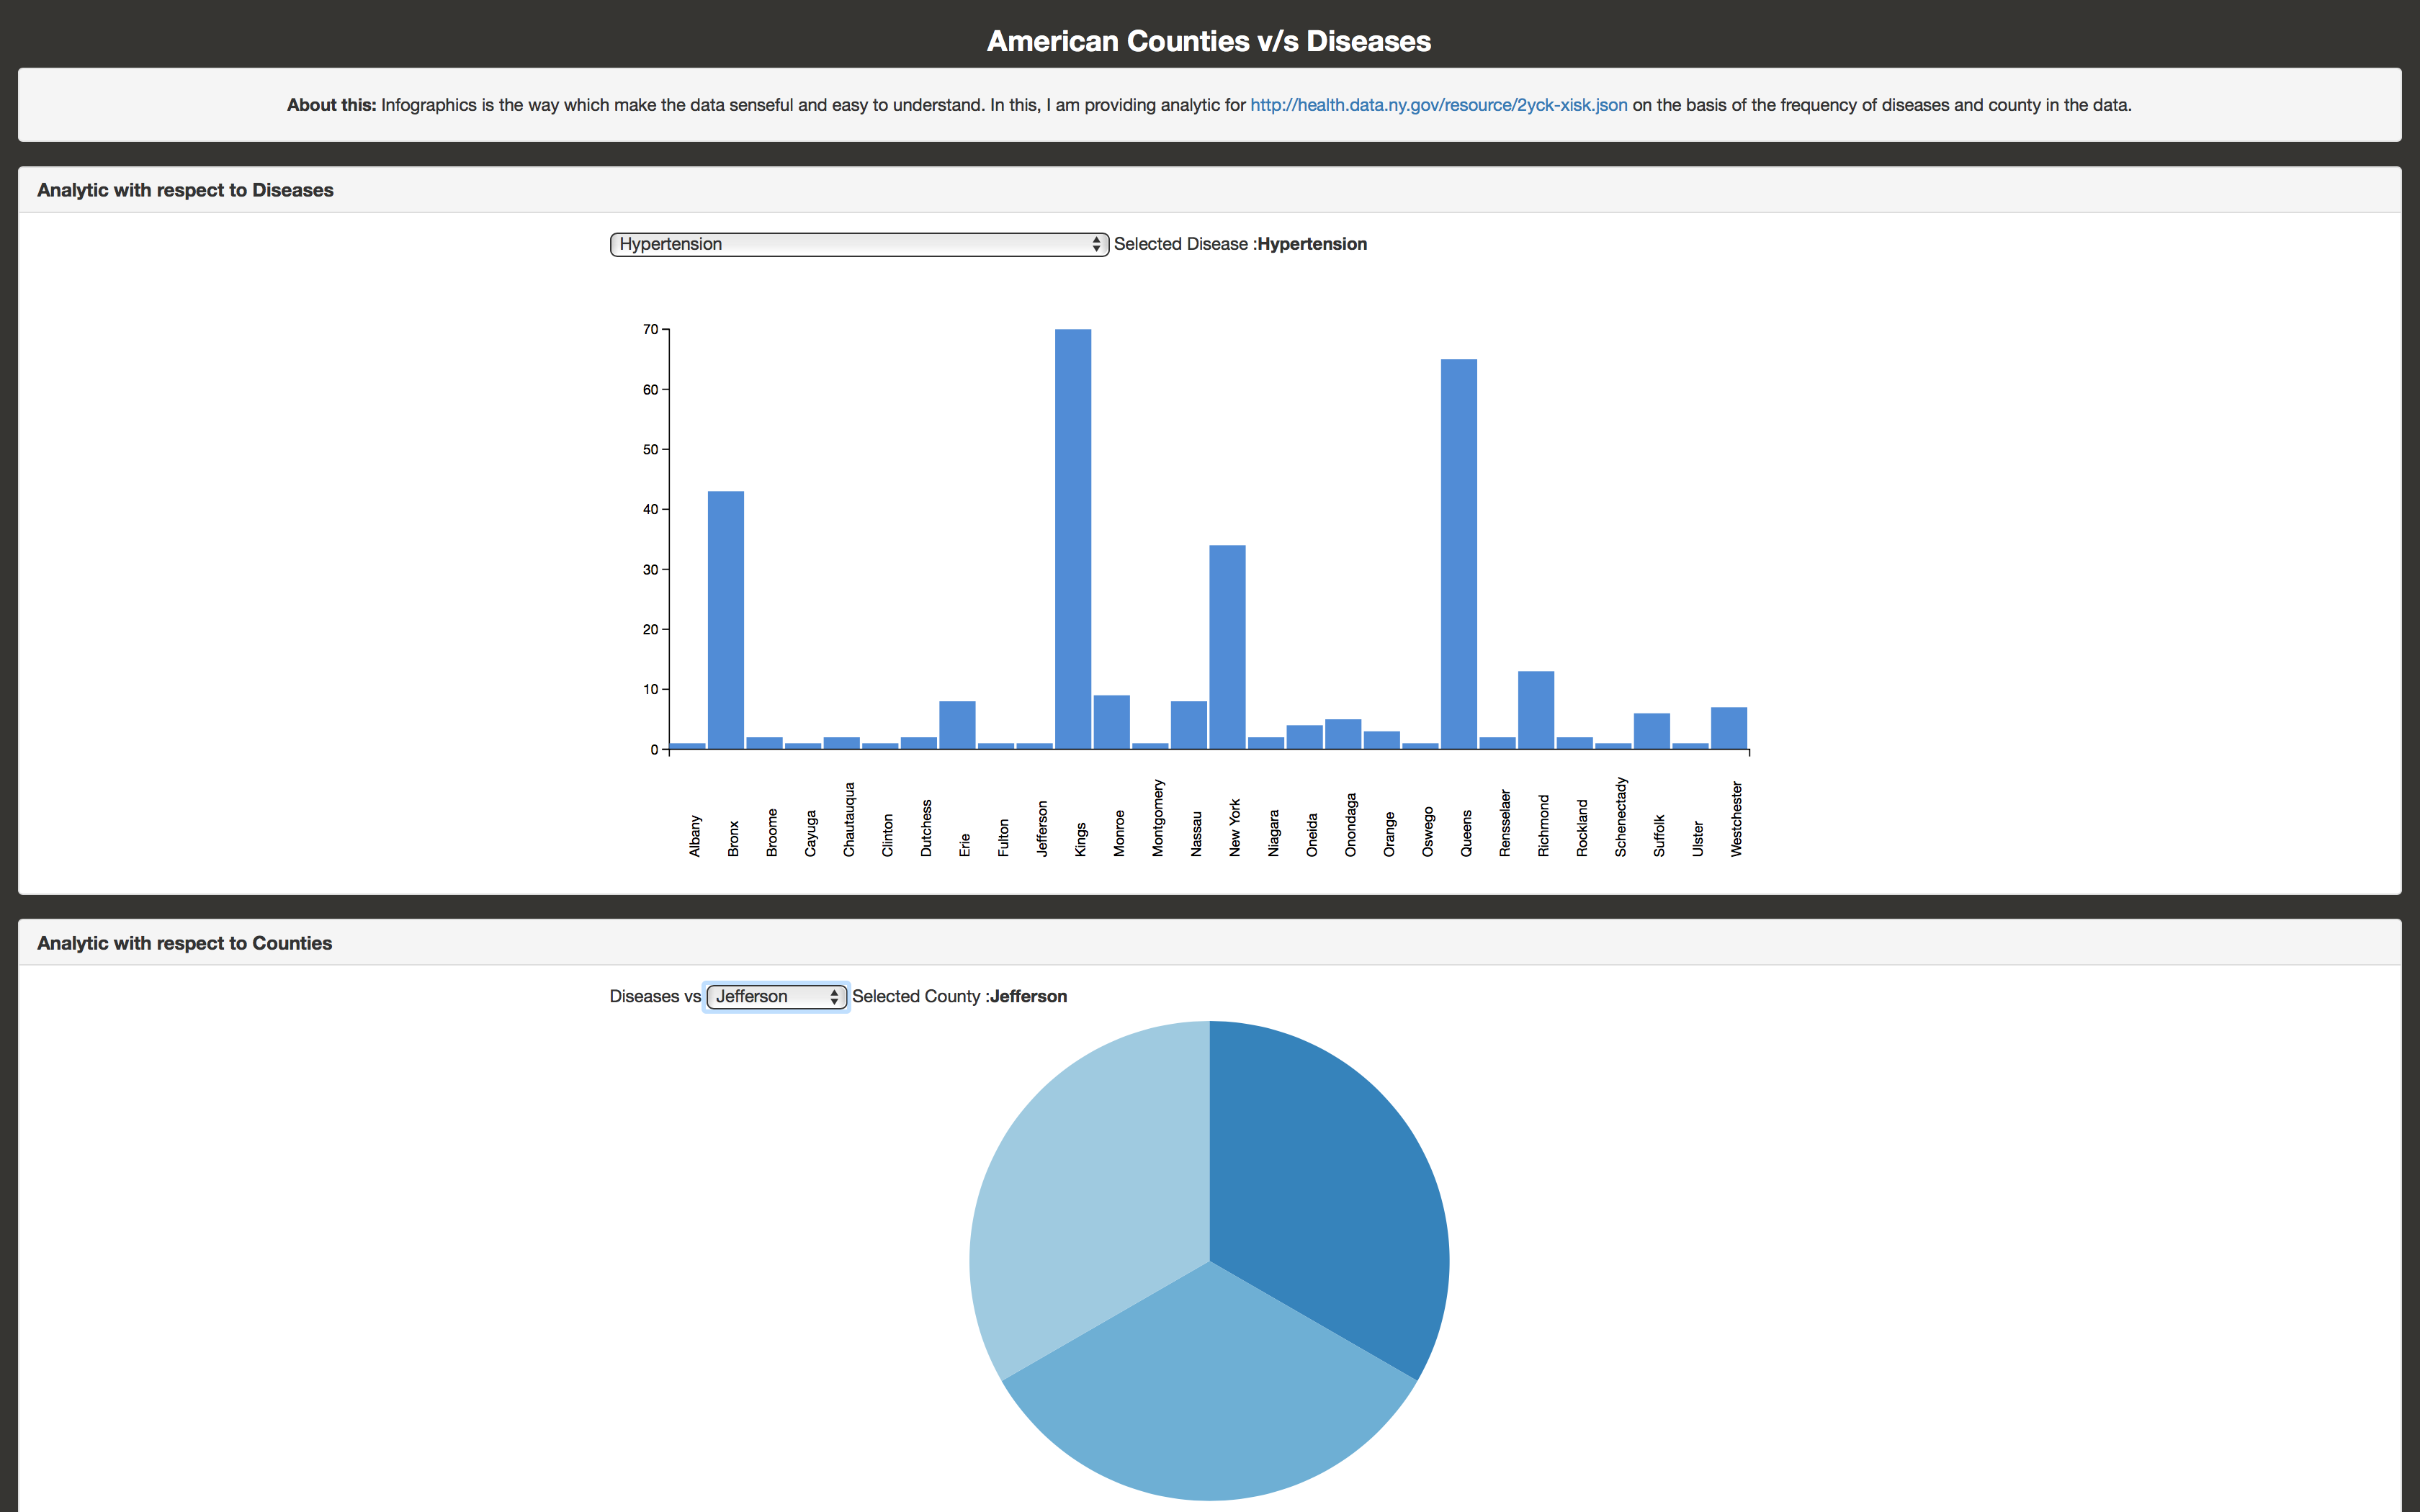 American Counties v/s Diseases
About this: Infographics is the way which make the data senseful and easy to understand. In this, I am providing analytic for http://health.data.ny.gov/resource/2yck-xisk.json on the basis of the frequency of diseases and county in the data.
Analytic with respect to Diseases
Hypertension Selected Disease :Hypertension
70
60
50
40
30
20
10
0
Albany
Bronx
Broome
Cayuga
Chautauqua
Clinton
Dutchess
Erie
Fulton
Jefferson
Kings
Monroe
Montgomery
Nassau
New York
Niagara
Oneida
Onondaga
Orange
Oswego
Queens
Rensselaer
Richmond
Rockland
Schenectady
Suffolk
Ulster
Westchester
Analytic with respect to Counties
Diseases vs Jefferson Selected County :Jefferson